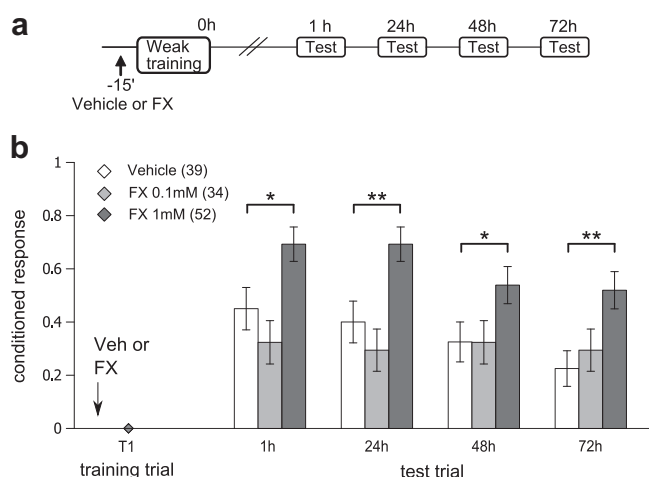 a
0h
1 h
24h
48h
72h
Weak
training
Test
Test
Test
Test
-15'
Vehicle or FX
b
conditioned response
1
0.8
0.6
0.4
0.2
0
Vehicle (39)
FX 0.1mM (34)
FX 1mM (52)
*
**
*
**
Veh or
FX
T1
1h
24h
48h
72h
training trial
test trial